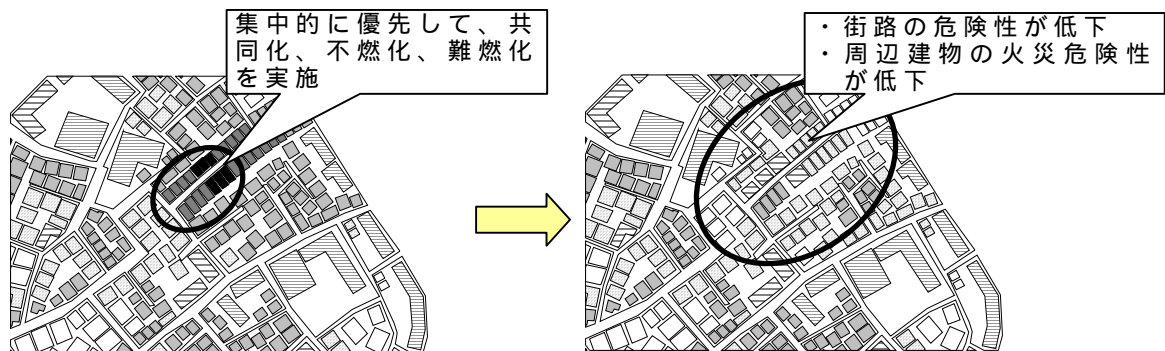 集中的に優先して、共
同化、不燃化、難燃化
を実施
・街路の危険性が低下
・周辺建物の火災危険性
が低下